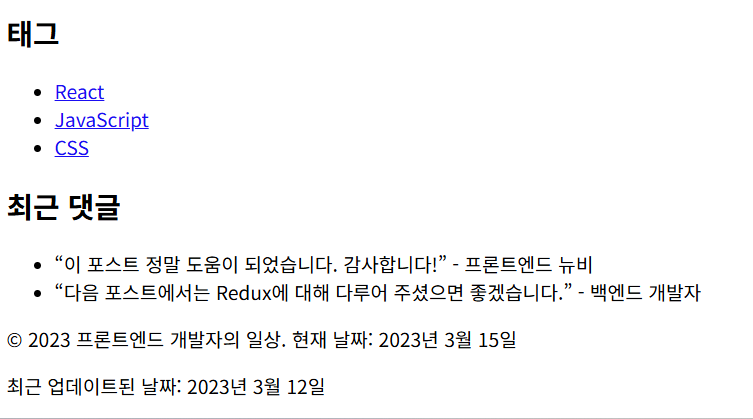 태그
React
JavaScript
CSS
최근 댓글
“이 포스트 정말 도움이 되었습니다. 감사합니다!” - 프론트엔드 뉴비
“다음 포스트에서는 Redux에 대해 다루어 주셨으면 좋겠습니다.” - 백엔드 개발자
© 2023 프론트엔드 개발자의 일상. 현재 날짜: 2023년 3월 15일
최근 업데이트된 날짜: 2023년 3월 12일